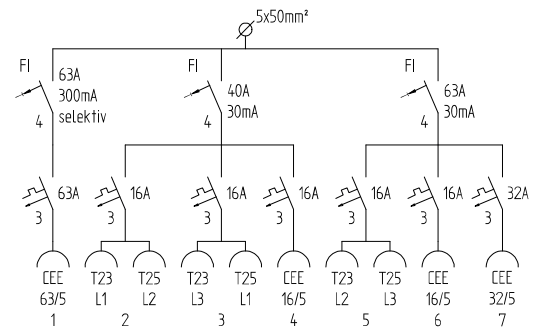 5x50mm²
FI
63A
300mA
selektiv
4
FI
40A
30mA
4
FI
63A
30mA
4
63A
3
16A
3
16A
3
16A
3
16A
3
16A
3
32A
3
CEE
63/5
T23
L1
T25
L2
T23
L3
T25
L1
CEE
16/5
T23
L2
T25
L3
CEE
16/5
CEE
32/5
1 2 3 4 5 6 7